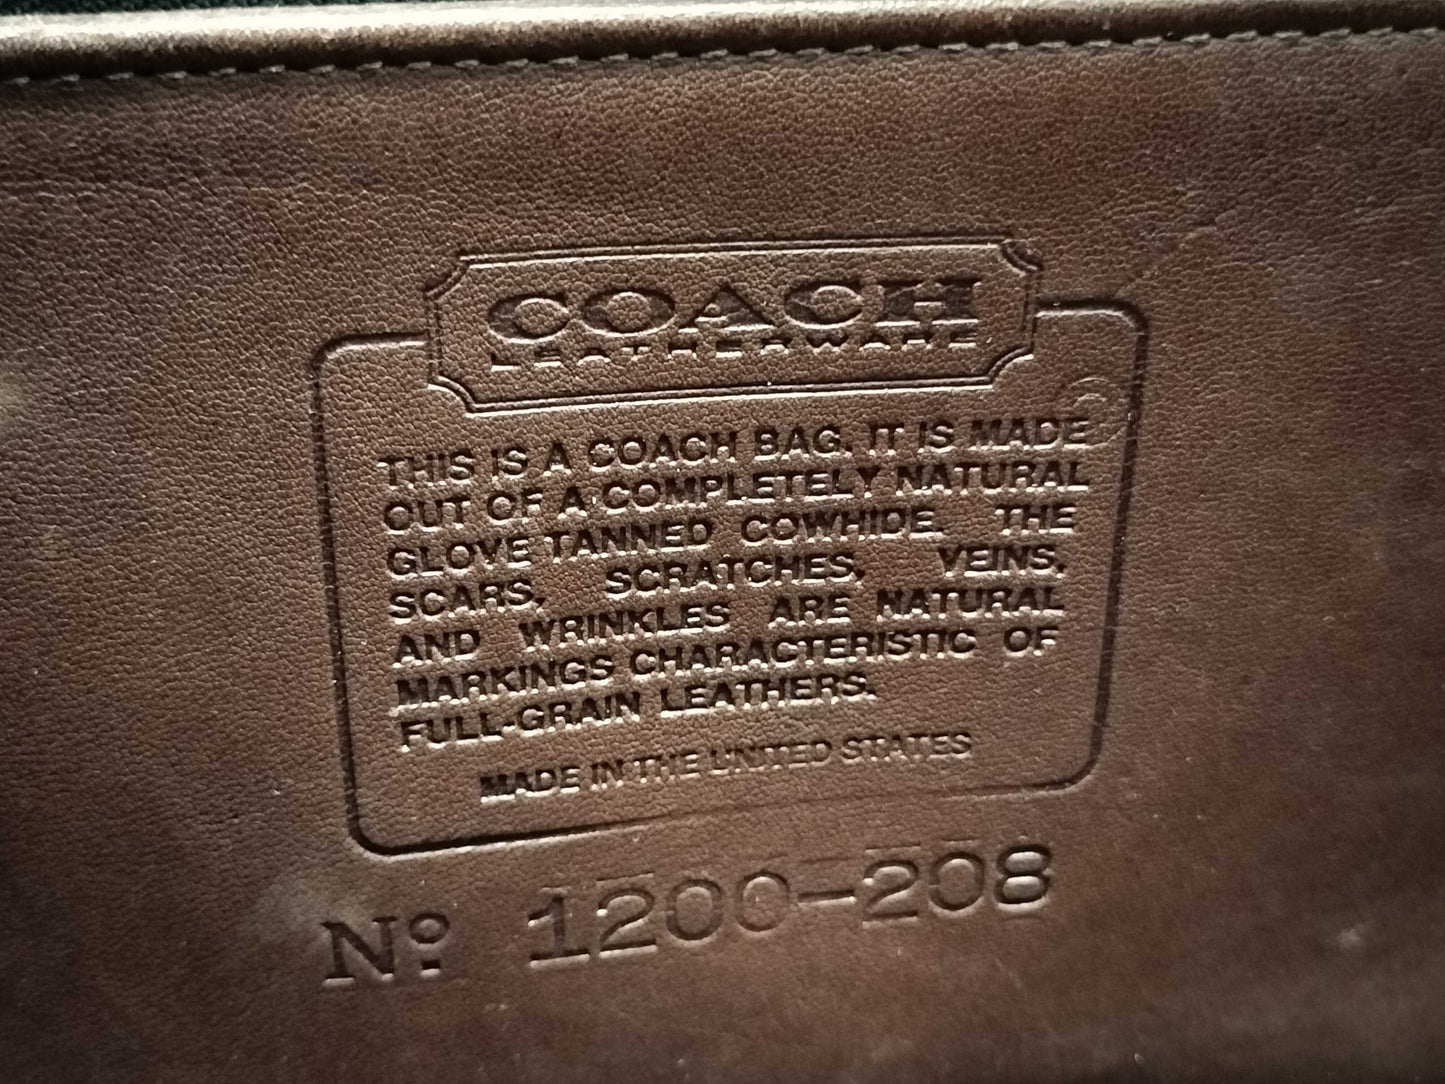 COACH
LEATHERWARE
THIS IS A COACH BAG. IT IS MADE
OUT OF A COMPLETELY NATURAL
GLOVE TANNED COWHIDE. THE
SCARS, SCRATCHES, VEINS,
AND WRINKLES ARE NATURAL
MARKINGS CHARACTERISTIC OF
FULL-GRAIN LEATHERS.
MADE IN THE UNITED STATES
Nº. 1200-208